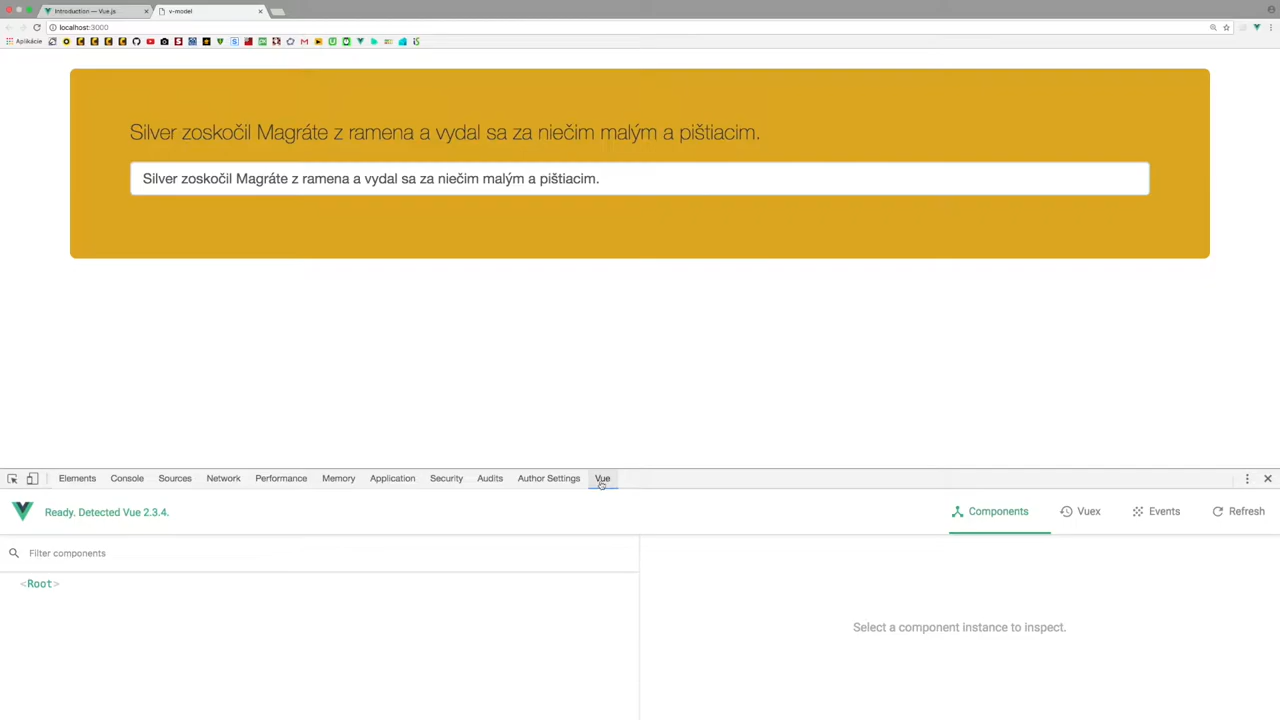 Introduction — Vue.js
v-model
localhost:3000
Aplikácie
Silver zoskočil Magráte z ramena a vydal sa za niečim malým a pištiacim.
Silver zoskočil Magráte z ramena a vydal sa za niečim malým a pištiacim.
Elements Console Sources Network Performance Memory Application Security Audits Author Settings Vue
Ready. Detected Vue 2.3.4.
Components Vuex Events Refresh
Filter components
<Root>
Select a component instance to inspect.